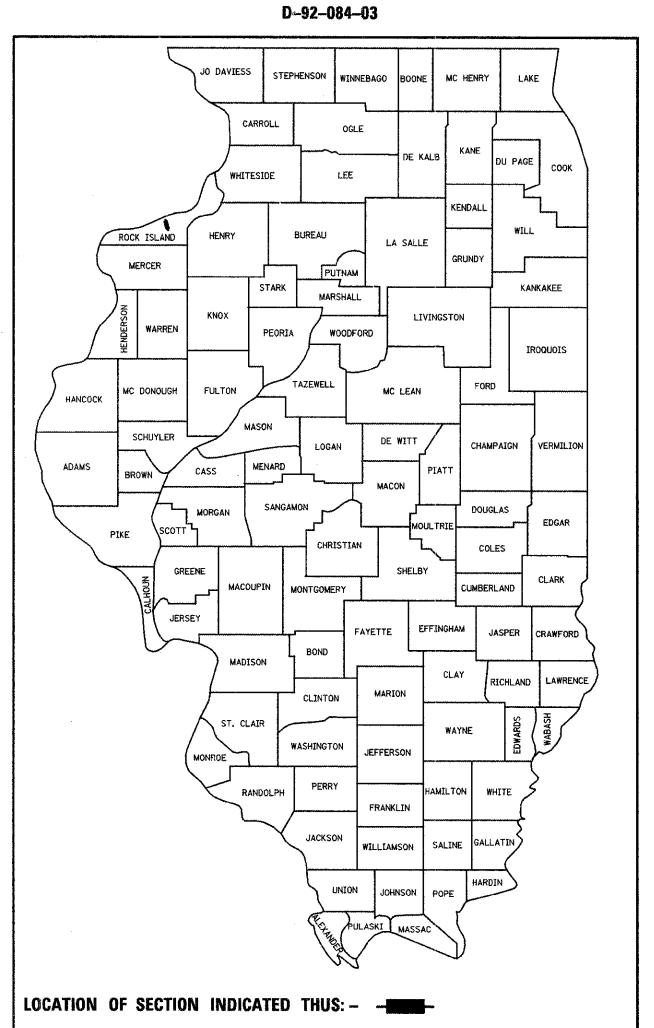 D-92-084-03
JO DAVIESS
STEPHENSON
WINNEBAGO
BOONE
MC HENRY
LAKE
CARROLL
OGLE
DE KALB
KANE
DU PAGE
COOK
WHITESIDE
LEE
KENDALL
ROCK ISLAND
HENRY
BUREAU
LA SALLE
WILL
GRUNDY
MERCER
PUTNAM
STARK
MARSHALL
KANKAKEE
HENDERSON
WARREN
KNOX
PEORIA
WOODFORD
LIVINGSTON
IROQUOIS
HANCOCK
MC DONOUGH
FULTON
TAZEWELL
MC LEAN
FORD
MASON
SCHUYLER
LOGAN
DE WITT
CHAMPAIGN
VERMILION
ADAMS
BROWN
CASS
MENARD
PIATT
MACON
MORGAN
SANGAMON
DOUGLAS
EDGAR
PIKE
SCOTT
CHRISTIAN
MOULTRIE
COLES
GREENE
MACOUPIN
MONTGOMERY
SHELBY
CUMBERLAND
CLARK
CALHOUN
JERSEY
FAYETTE
EFFINGHAM
JASPER
CRAWFORD
MADISON
BOND
CLAY
RICHLAND
LAWRENCE
CLINTON
MARION
ST. CLAIR
WAYNE
EDWARDS
WABASH
WASHINGTON
JEFFERSON
MONROE
RANDOLPH
PERRY
HAMILTON
WHITE
FRANKLIN
JACKSON
WILLIAMSON
SALINE
GALLATIN
UNION
JOHNSON
POPE
HARDIN
ALEXANDER
PULASKI
MASSAC
LOCATION OF SECTION INDICATED THUS: -